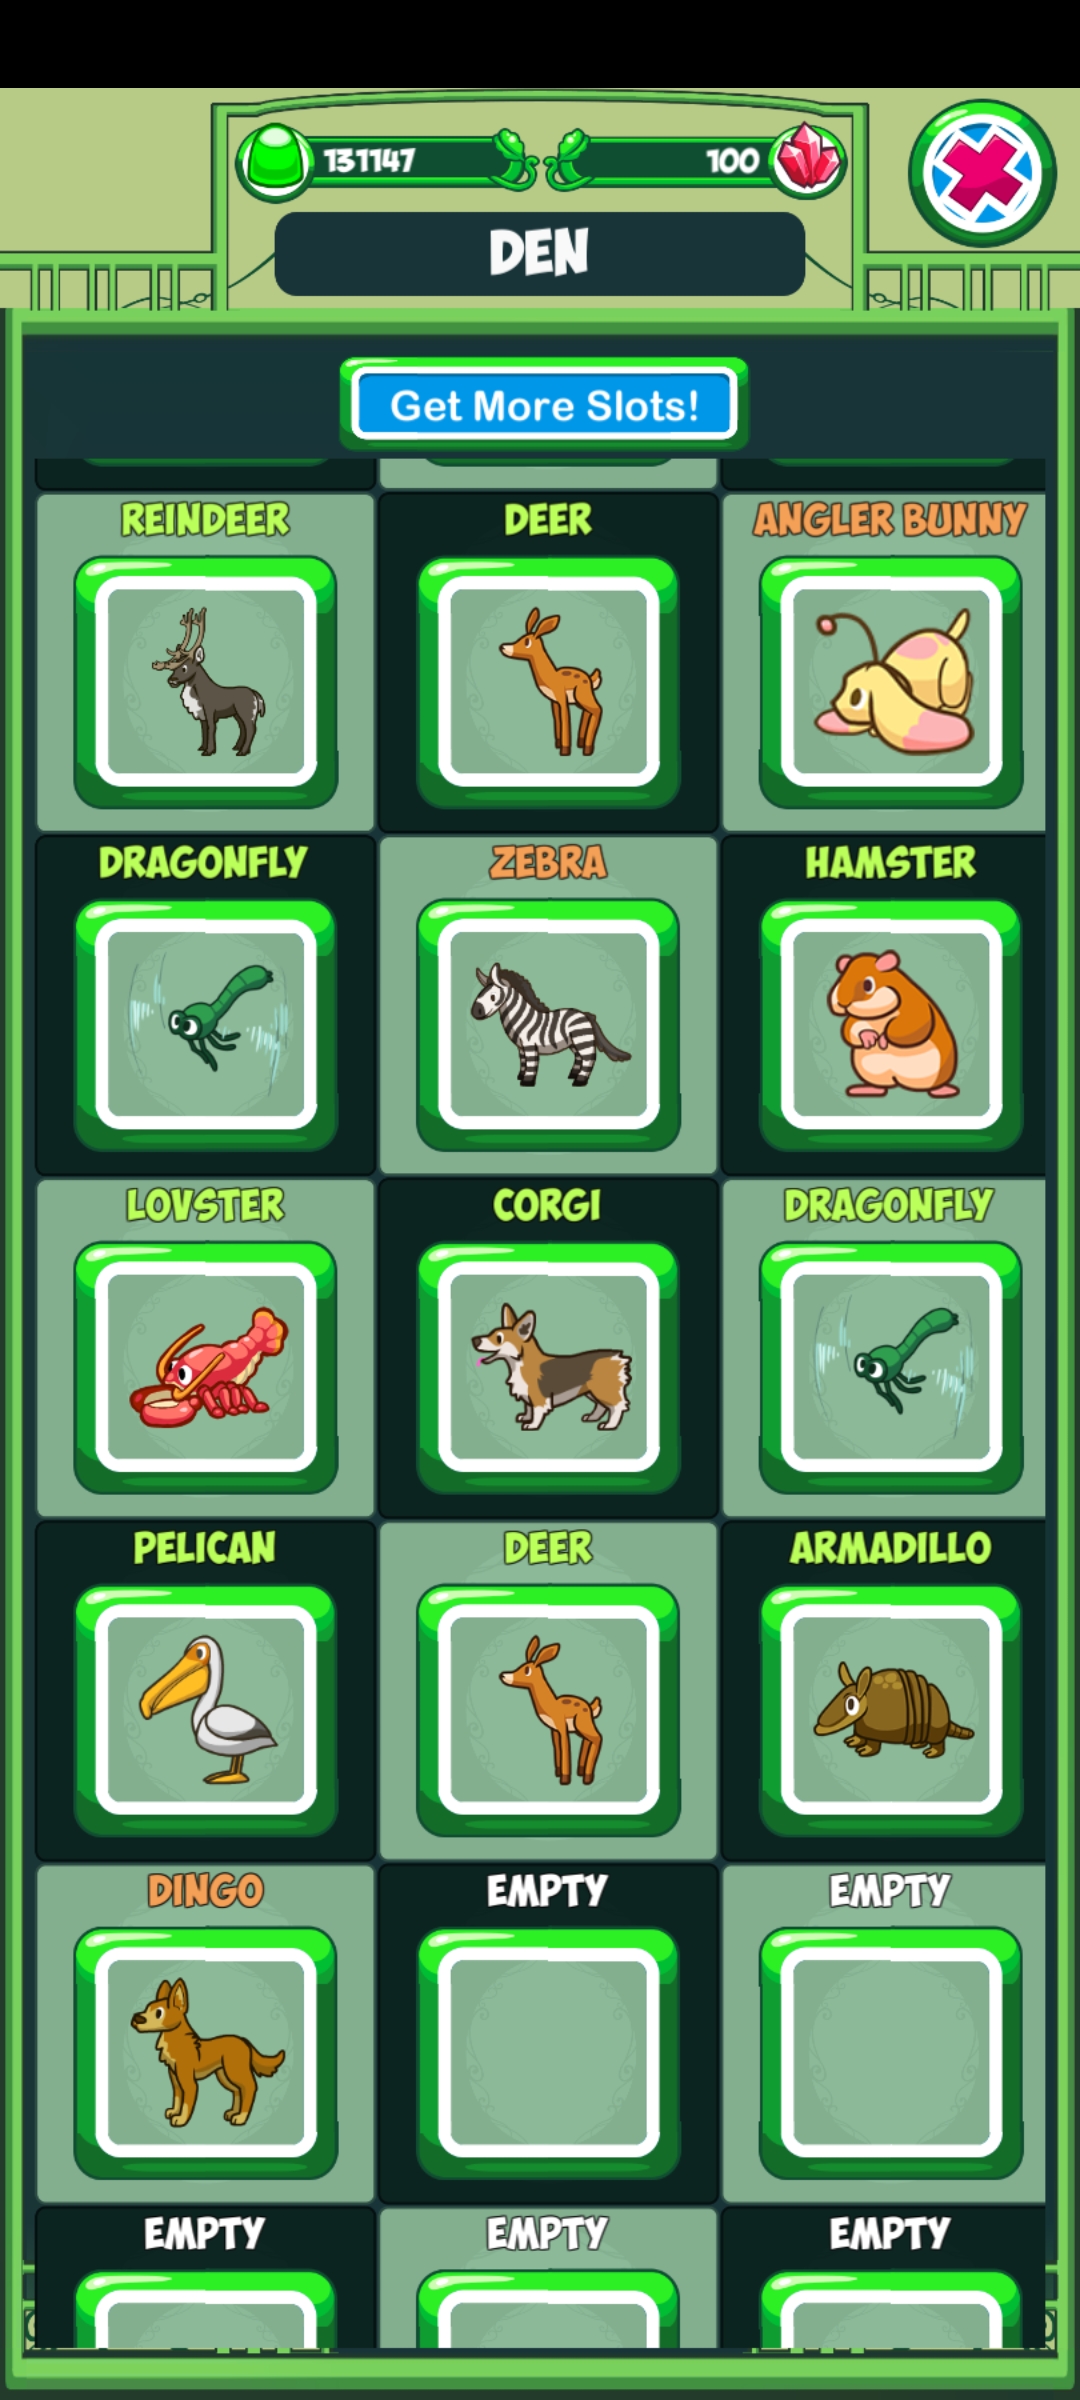 131147
100
DEN
Get More Slots!
REINDEER
DEER
ANGLER BUNNY
DRAGONFLY
ZEBRA
HAMSTER
LOVSTER
CORGI
DRAGONFLY
PELICAN
DEER
ARMADILLO
DINGO
EMPTY
EMPTY
EMPTY
EMPTY
EMPTY